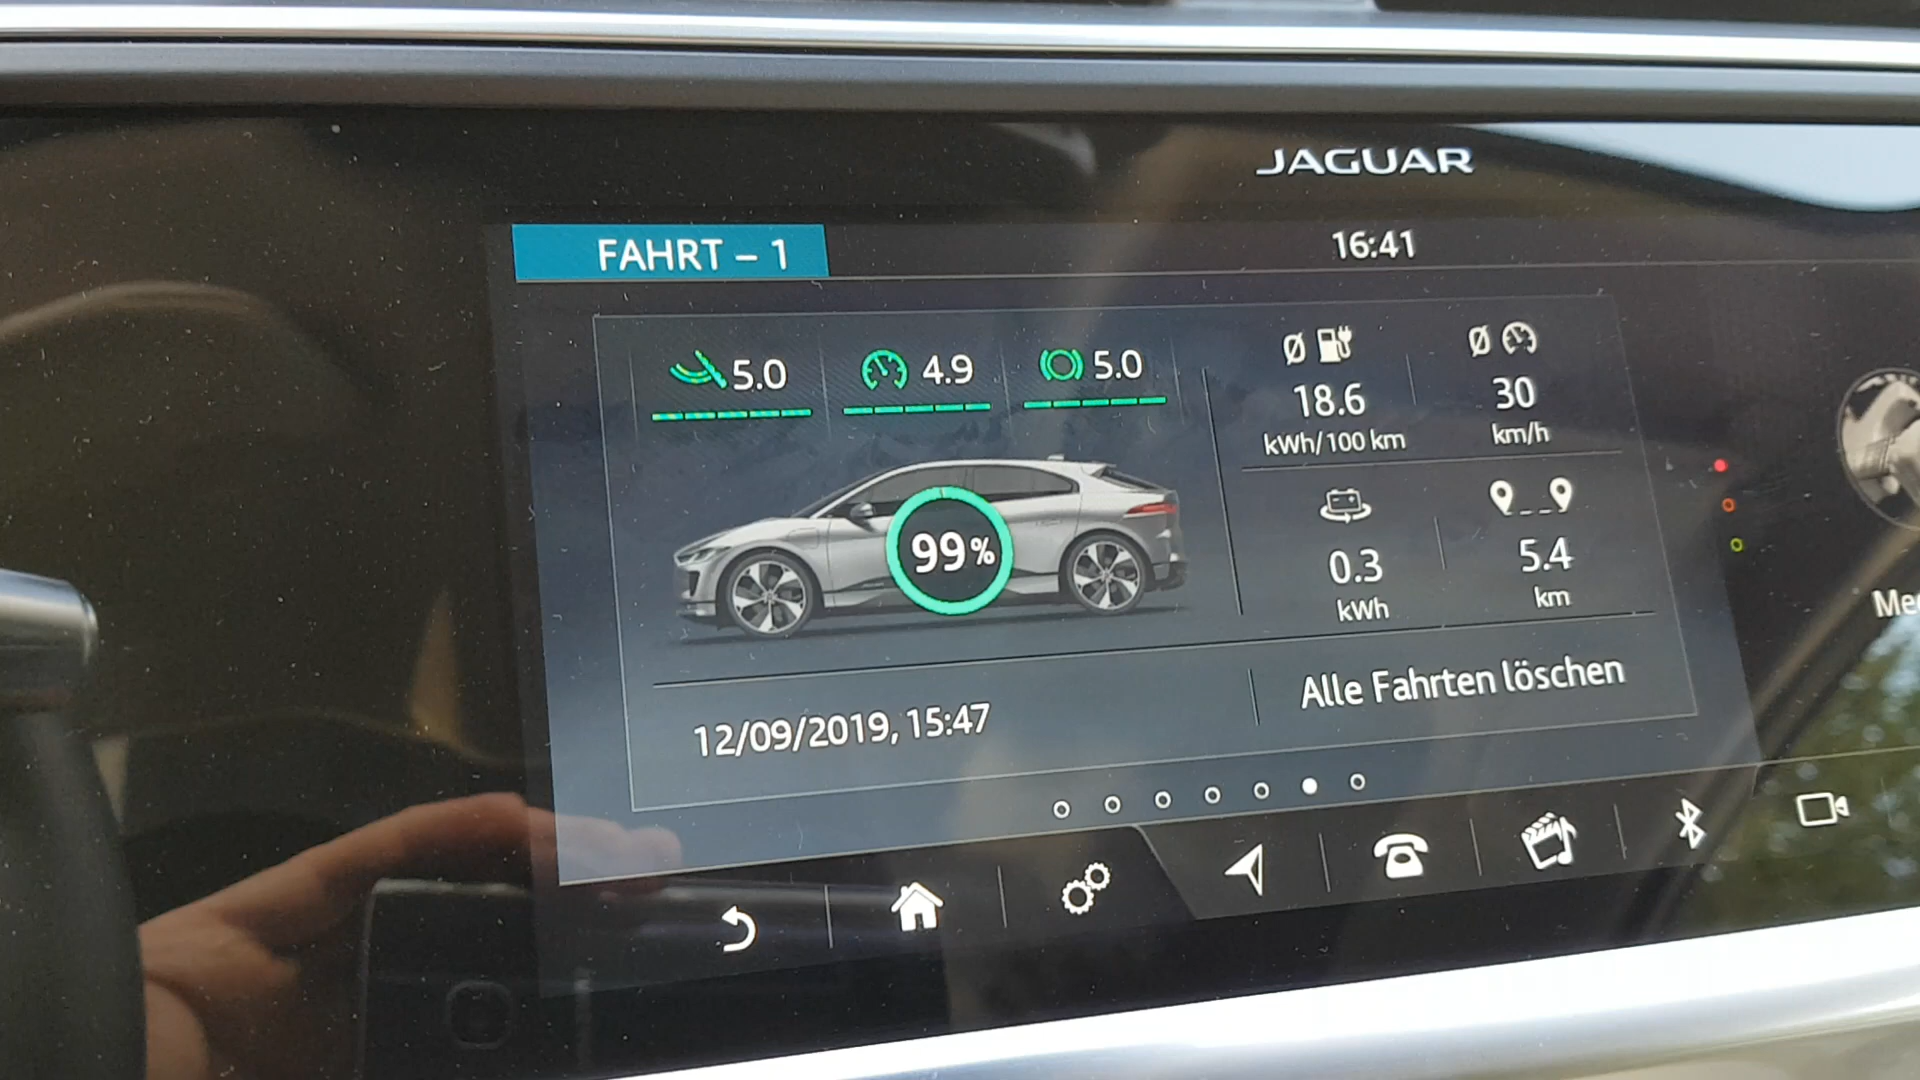 JAGUAR
FAHRT – 1
16:41
5.0
4.9
5.0
Ø
Ø
18.6
30
kWh/100 km
km/h
99%
0.3
5.4
kWh
km
12/09/2019, 15:47
Alle Fahrten löschen